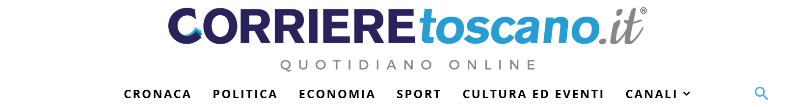 CORRIEREtoscano.it®
QUOTIDIANO ONLINE
CRONACA POLITICA ECONOMIA SPORT CULTURA ED EVENTI CANALI